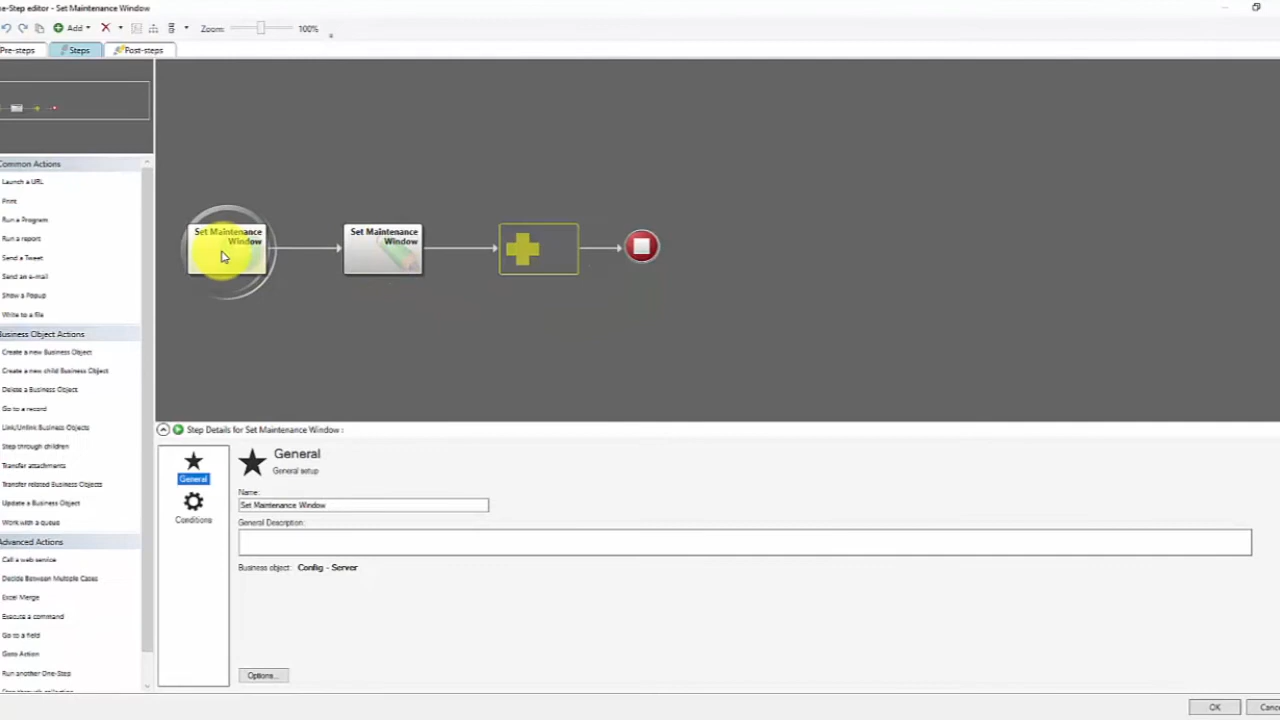 e-Step editor - Set Maintenance Window
Add
Zoom:
100%
Pre-steps
Steps
Post-steps
Common Actions
Launch a URL
Print
Run a Program
Run a report
Send a Tweet
Send an e-mail
Show a Popup
Write to a file
Business Object Actions
Create a new Business Object
Create a new child Business Object
Delete a Business Object
Go to a record
Link/Unlink Business Objects
Step through children
Transfer attachments
Transfer related Business Objects
Update a Business Object
Work with a queue
Advanced Actions
Call a web service
Decide Between Multiple Cases
Excel Merge
Execute a command
Go to a field
Goto Action
Run another One-Step
Step through collection
Set Maintenance
Window
Set Maintenance
Window
Step Details for Set Maintenance Window :
General
Conditions
General
General setup
Name:
Set Maintenance Window
General Description:
Business object: Config - Server
Options...
OK
Canc